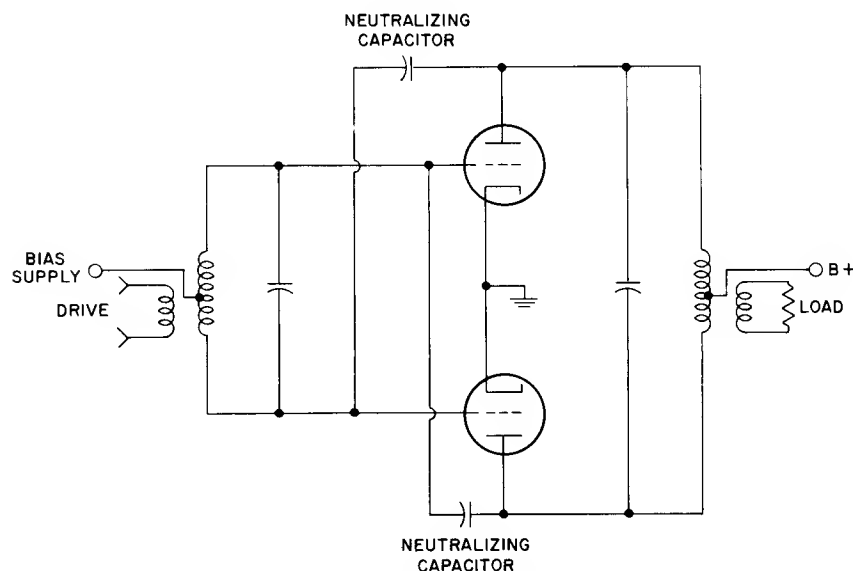 NEUTRALIZING
CAPACITOR
BIAS
SUPPLY
DRIVE
B+
LOAD
NEUTRALIZING
CAPACITOR